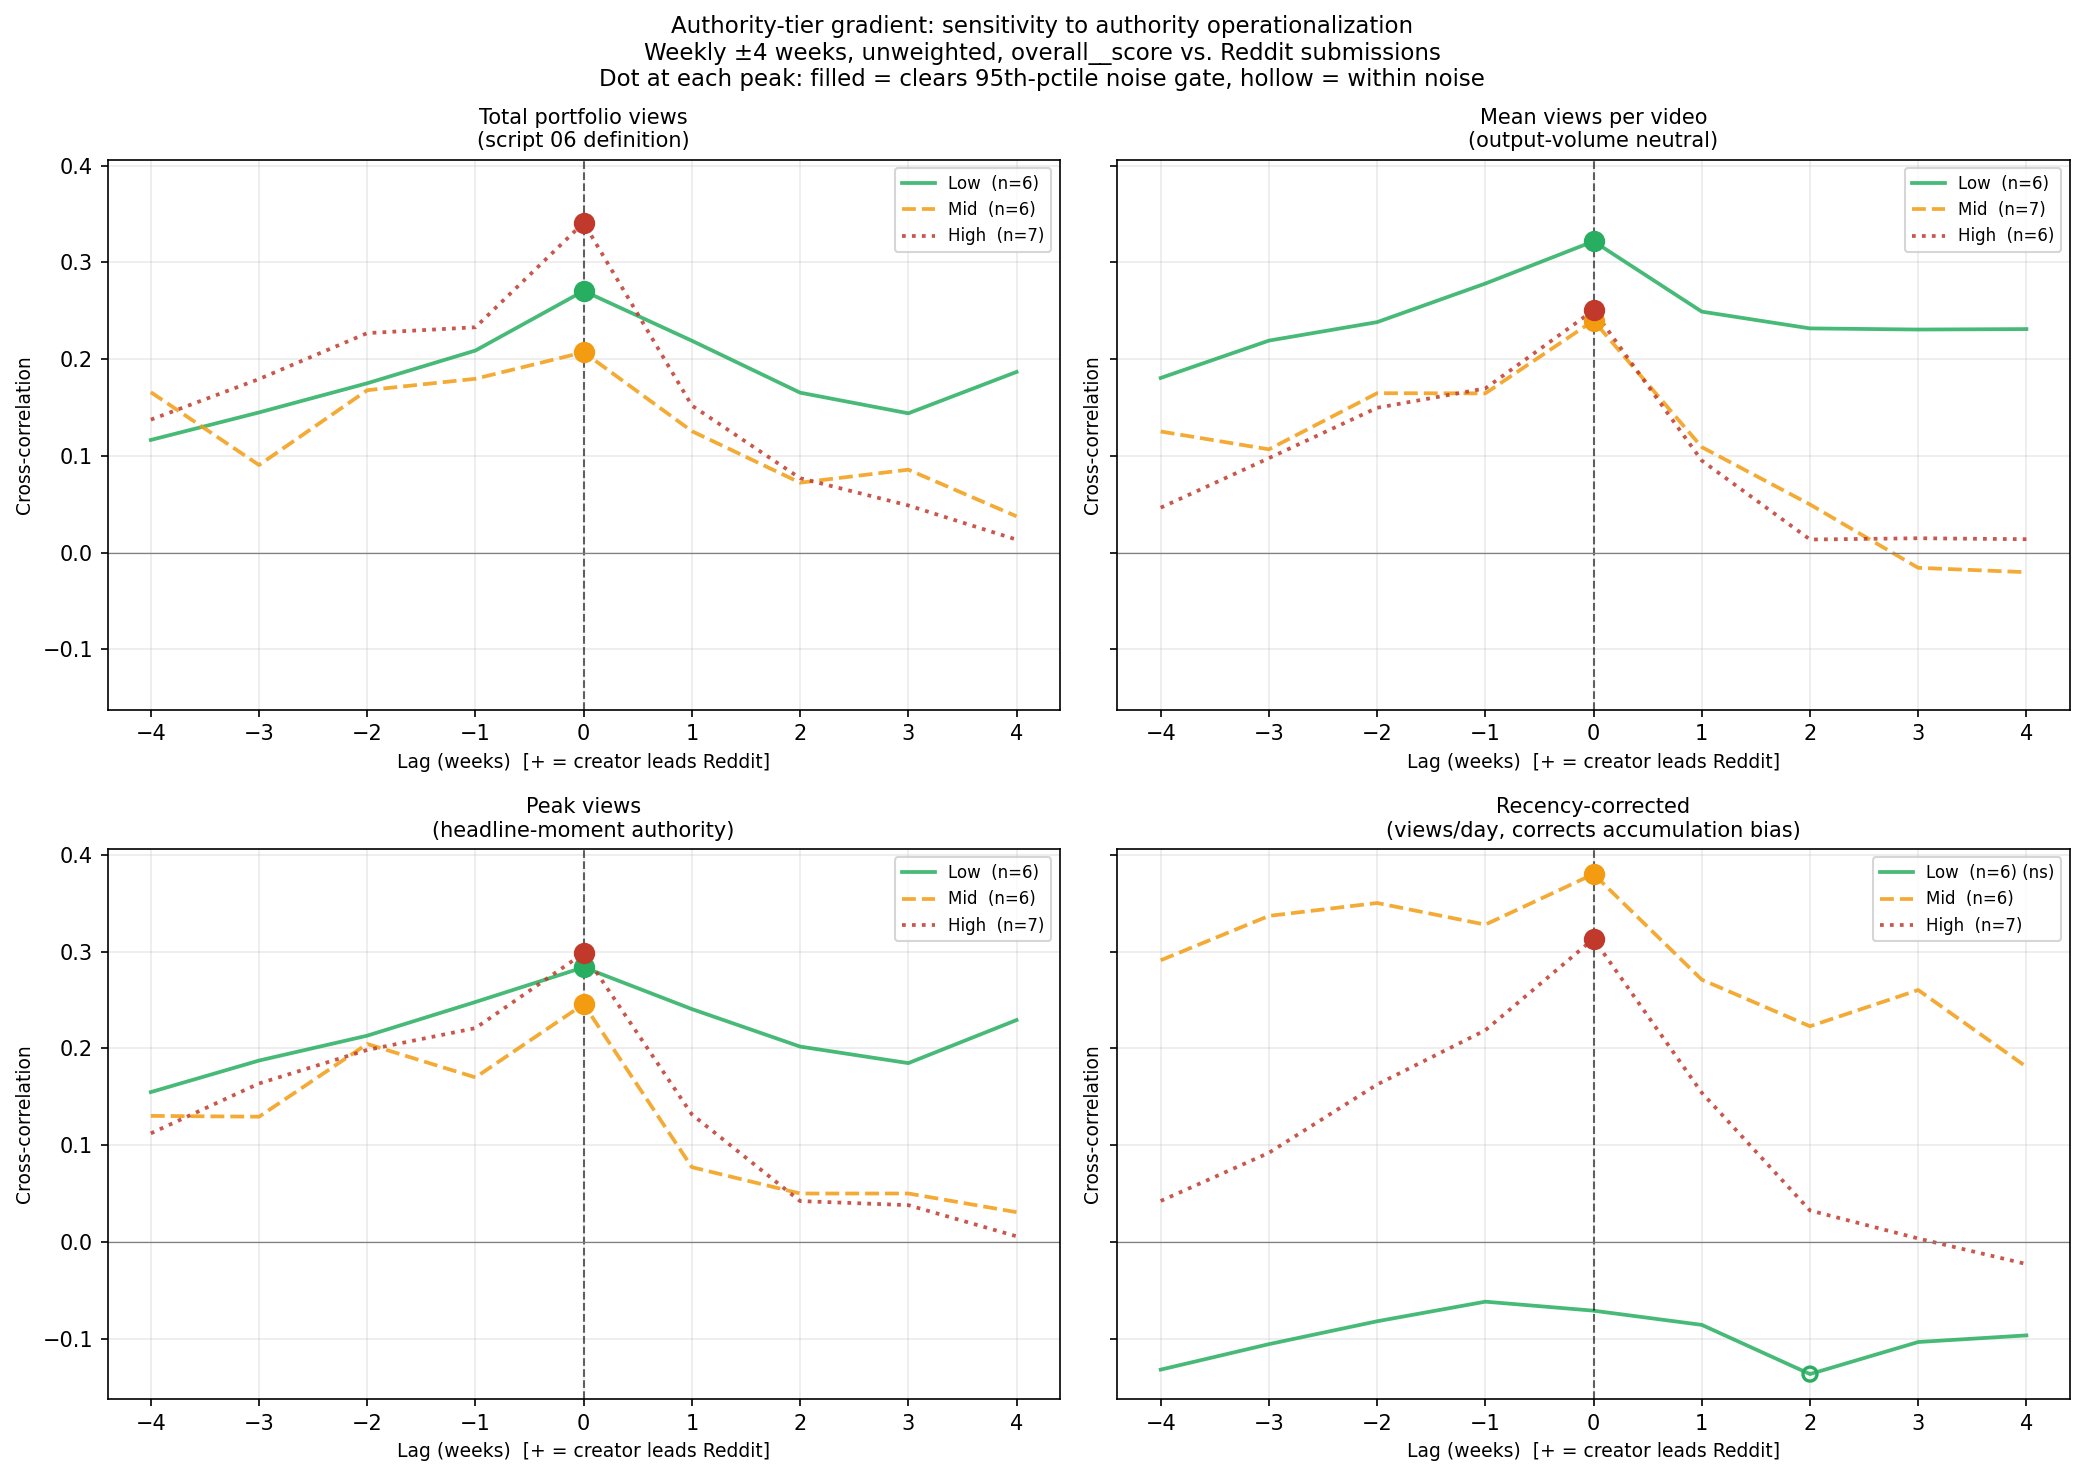 Authority-tier gradient: sensitivity to authority operationalization
Weekly ±4 weeks, unweighted, overall__score vs. Reddit submissions
Dot at each peak: filled = clears 95th-pctile noise gate, hollow = within noise
Total portfolio views
(script 06 definition)
Low (n=6)
Mid (n=6)
High (n=7)
0.4
0.3
0.2
0.1
0.0
−0.1
Cross-correlation
−4 −3 −2 −1 0 1 2 3 4
Lag (weeks) [+ = creator leads Reddit]
Mean views per video
(output-volume neutral)
Low (n=6)
Mid (n=7)
High (n=6)
Cross-correlation
−4 −3 −2 −1 0 1 2 3 4
Lag (weeks) [+ = creator leads Reddit]
Peak views
(headline-moment authority)
Low (n=6)
Mid (n=6)
High (n=7)
0.4
0.3
0.2
0.1
0.0
−0.1
Cross-correlation
−4 −3 −2 −1 0 1 2 3 4
Lag (weeks) [+ = creator leads Reddit]
Recency-corrected
(views/day, corrects accumulation bias)
Low (n=6) (ns)
Mid (n=6)
High (n=7)
Cross-correlation
−4 −3 −2 −1 0 1 2 3 4
Lag (weeks) [+ = creator leads Reddit]